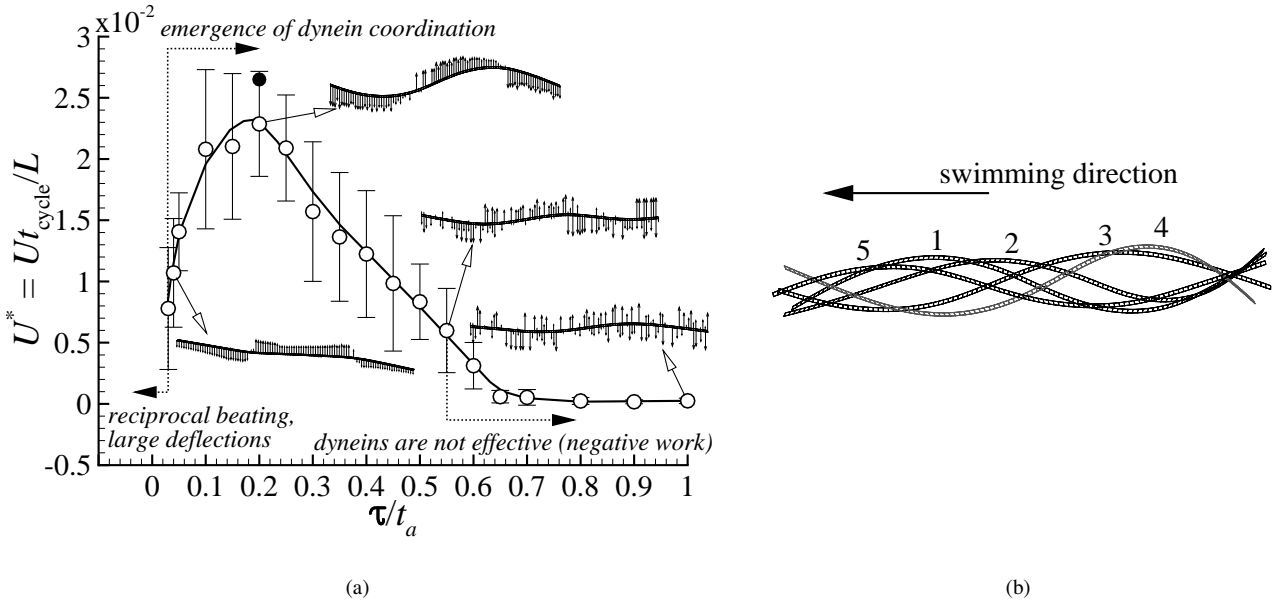 x10⁻²
3
2.5
2
1.5
1
0.5
0
-0.5
U* = Ut_cycle/L
emergence of dynein coordination
reciprocal beating,
large deflections
dyneins are not effective (negative work)
0 0.1 0.2 0.3 0.4 0.5 0.6 0.7 0.8 0.9 1
τ/t_a
(a)
swimming direction
5 1 2 3 4
(b)